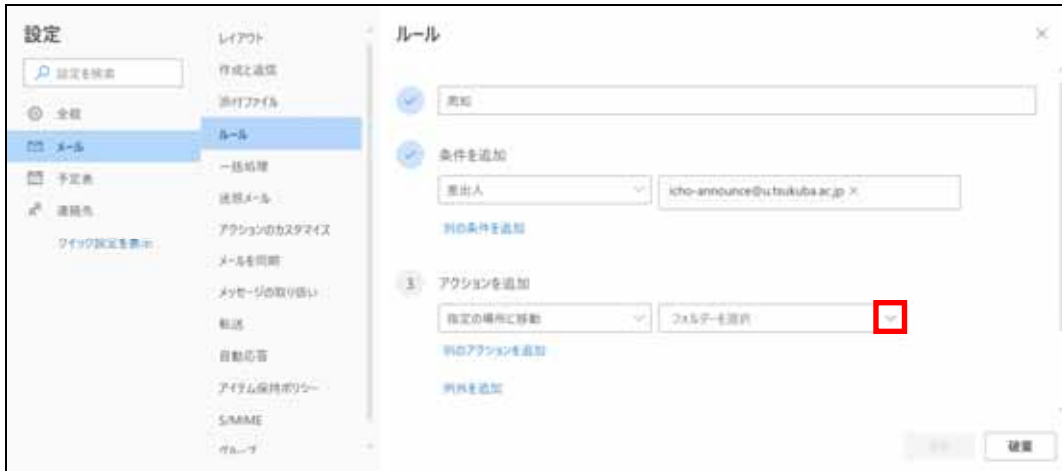 設定
設定を検索
全般
メール
予定表
連絡先
クイック設定を表示
レイアウト
作成と返信
添付ファイル
ルール
一括処理
迷惑メール
アクションのカスタマイズ
メールを同期
メッセージの取り扱い
転送
自動応答
アイテム保持ポリシー
S/MIME
グループ
ルール
周知
条件を追加
差出人
icho-announce@u.tsukuba.ac.jp ×
別の条件を追加
3 アクションを追加
指定の場所に移動
フォルダーを選択
別のアクションを追加
例外を追加
破棄